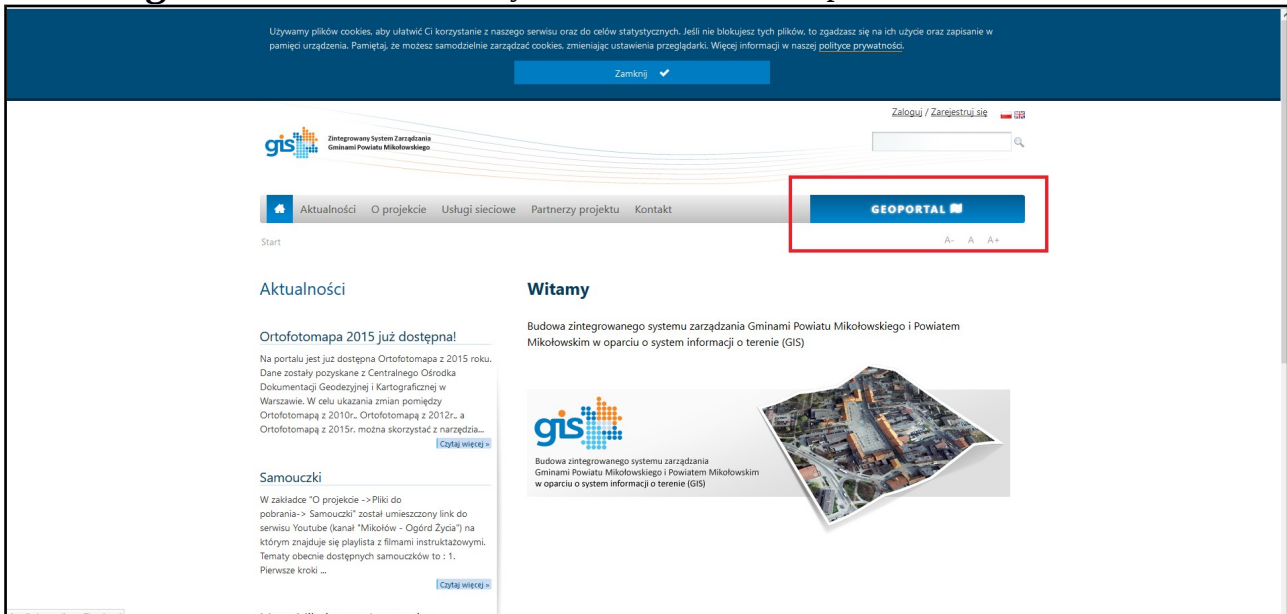 Używamy plików cookies, aby ułatwić Ci korzystanie z naszego serwisu oraz do celów statystycznych. Jeśli nie blokujesz tych plików, to zgadzasz się na ich użycie oraz zapisanie w
pamięci urządzenia. Pamiętaj, że możesz samodzielnie zarządzać cookies, zmieniając ustawienia przeglądarki. Więcej informacji w naszej polityce prywatności.
Zamknij
Zaloguj / Zarejestruj się
gis
Zintegrowany System Zarządzania
Gminami Powiatu Mikołowskiego
Aktualności O projekcie Usługi sieciowe Partnerzy projektu Kontakt
GEOPORTAL
Start
A- A A+
Aktualności
Ortofotomapa 2015 już dostępna!
Na portalu jest już dostępna Ortofotomapa z 2015 roku.
Dane zostały pozyskane z Centralnego Ośrodka
Dokumentacji Geodezyjnej i Kartograficznej w
Warszawie. W celu ukazania zmian pomiędzy
Ortofotomapą z 2010r., Ortofotomapą z 2012r., a
Ortofotomapą z 2015r. można skorzystać z narzędzia...
Czytaj więcej »
Samouczki
W zakładce "O projekcie ->Pliki do
pobrania-> Samouczki" został umieszczony link do
serwisu Youtube (kanał "Mikołów - Ogórd Życia") na
którym znajduje się playlista z filmami instruktażowymi.
Tematy obecnie dostępnych samouczków to : 1.
Pierwsze kroki ...
Czytaj więcej »
Witamy
Budowa zintegrowanego systemu zarządzania Gminami Powiatu Mikołowskiego i Powiatem
Mikołowskim w oparciu o system informacji o terenie (GIS)
gis
Budowa zintegrowanego systemu zarządzania
Gminami Powiatu Mikołowskiego i Powiatem Mikołowskim
w oparciu o system informacji o terenie (GIS)